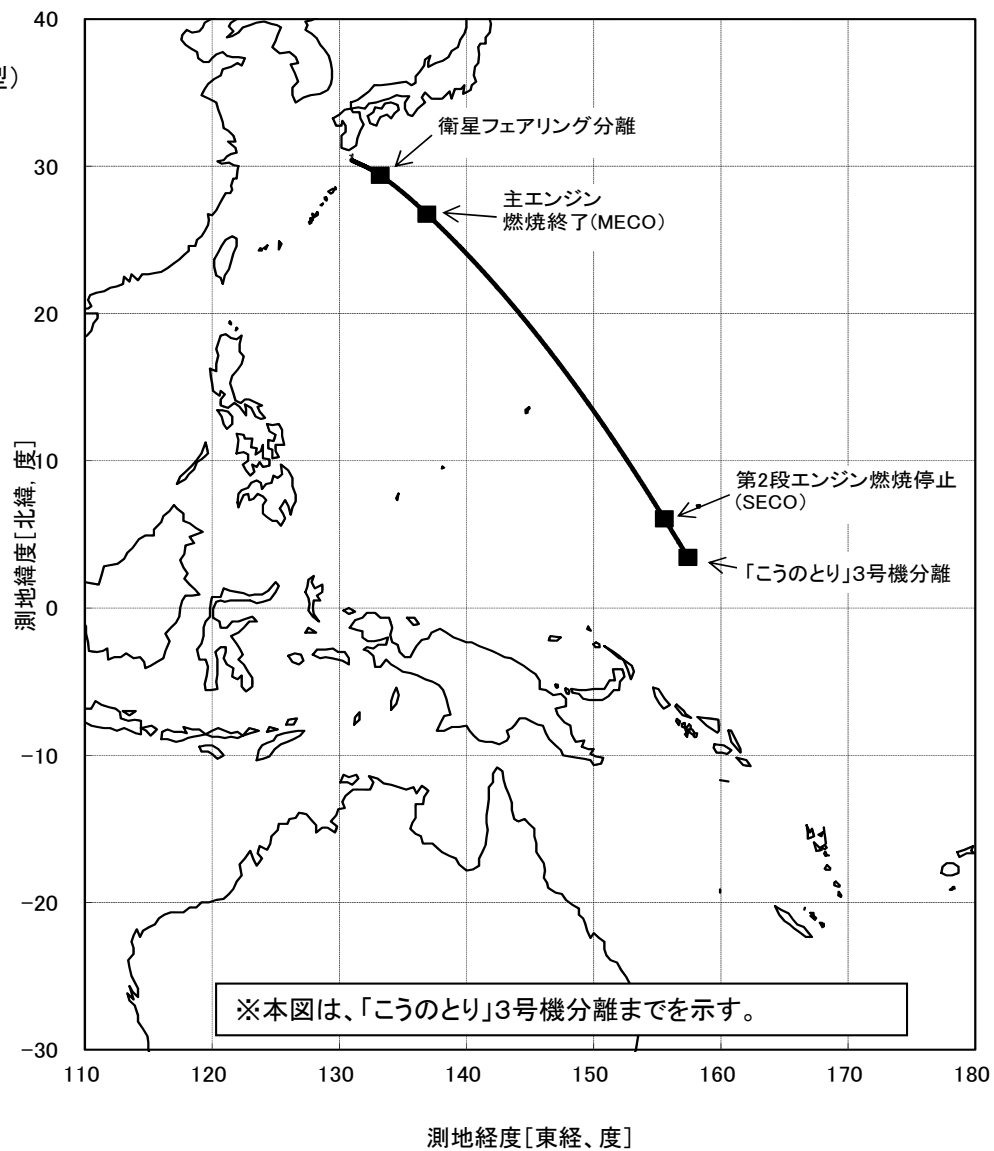 型)
40
衛星フェアリング分離
30
主エンジン
燃焼終了(MECO)
20
測地緯度[北緯, 度]
10
第2段エンジン燃焼停止
(SECO)
「こうのとり」3号機分離
0
-10
-20
※本図は、「こうのとり」3号機分離までを示す。
-30
110 120 130 140 150 160 170 180
測地経度[東経、度]